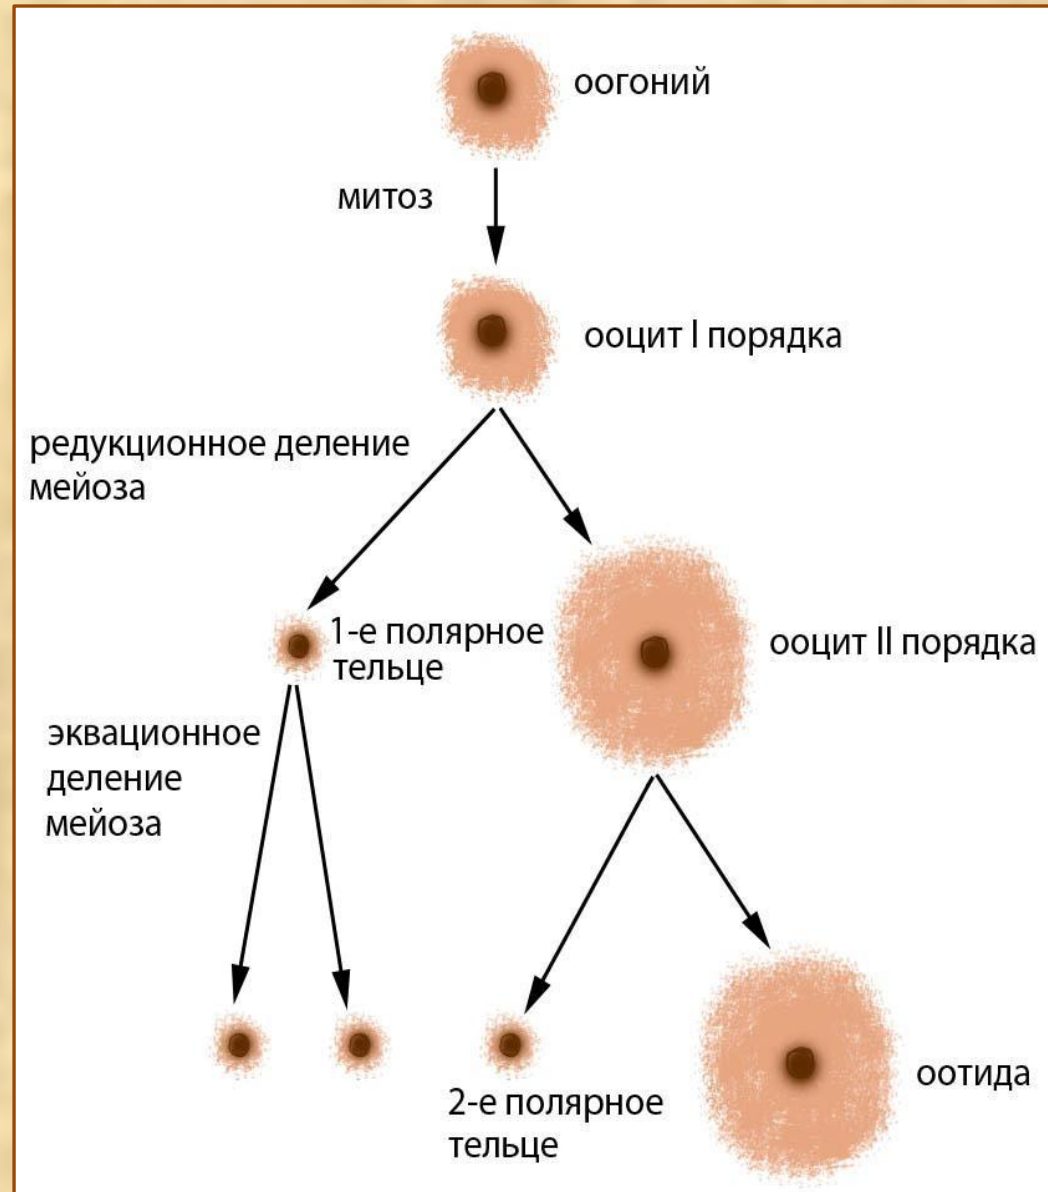 оогоний
митоз
ооцит I порядка
редукционное деление
мейоза
1-е полярное
тельце
ооцит II порядка
эквационное
деление
мейоза
2-е полярное
тельце
оотида